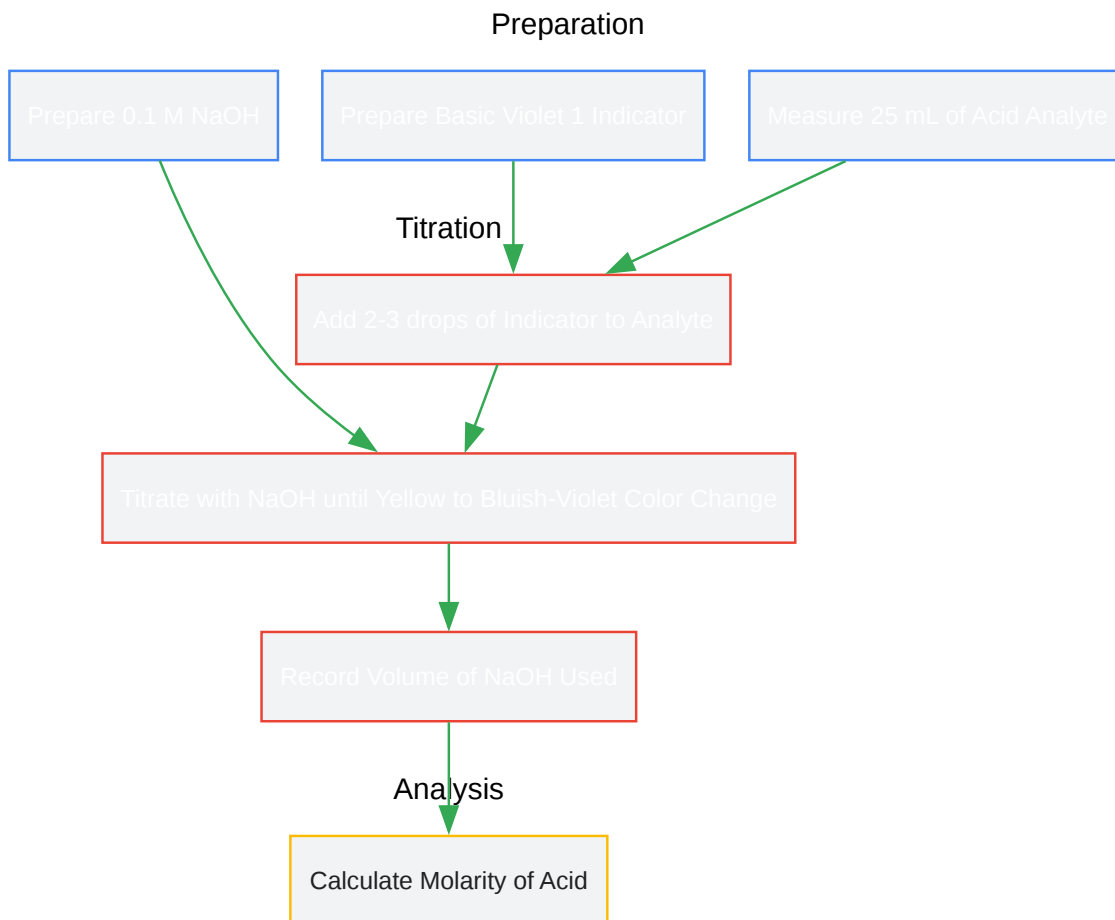 Preparation
Prepare 0.1 M NaOH
Prepare Basic Violet 1 Indicator
Measure 25 mL of Acid Analyte
Titration
Add 2-3 drops of Indicator to Analyte
Titrate with NaOH until Yellow to Bluish-Violet Color Change
Record Volume of NaOH Used
Analysis
Calculate Molarity of Acid